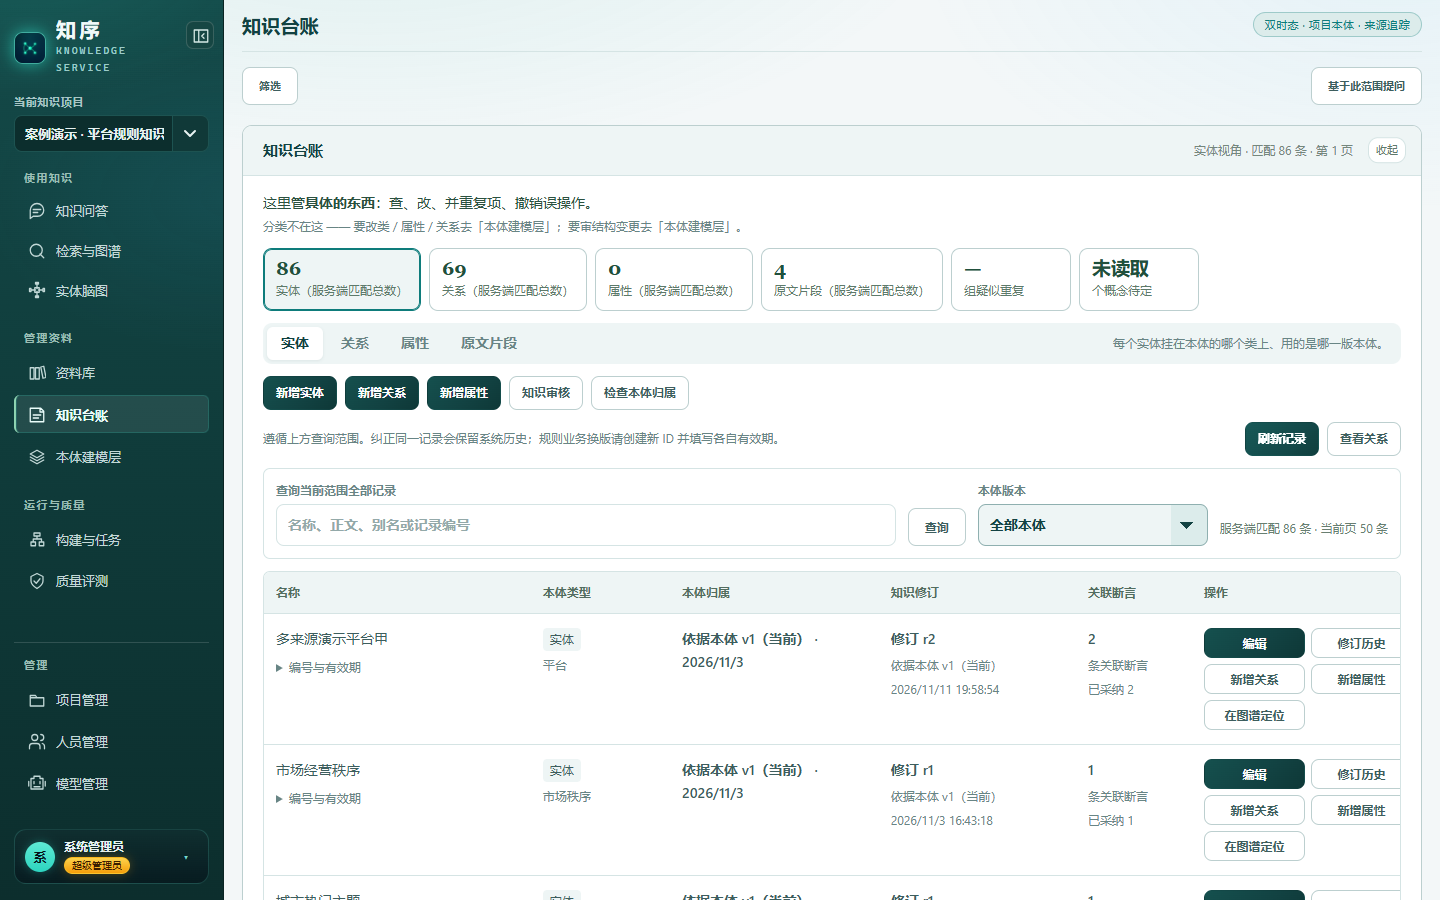 知序
KNOWLEDGE
SERVICE
当前知识项目
案例演示 · 平台规则知识
使用知识
知识问答
检索与图谱
实体脑图
管理资料
资料库
知识台账
本体建模层
运行与质量
构建与任务
质量评测
管理
项目管理
人员管理
模型管理
系
系统管理员
超级管理员
知识台账
双时态 · 项目本体 · 来源追踪
筛选
基于此范围提问
知识台账
实体视角 · 匹配 86 条 · 第 1 页
收起
这里管具体的东西：查、改、并重复项、撤销误操作。
分类不在这 —— 要改类 / 属性 / 关系去「本体建模层」；要审结构变更去「本体建模层」。
86
实体（服务端匹配总数）
69
关系（服务端匹配总数）
0
属性（服务端匹配总数）
4
原文片段（服务端匹配总数）
—
组疑似重复
未读取
个概念待定
实体
关系
属性
原文片段
每个实体挂在本体的哪个类上、用的是哪一版本体。
新增实体
新增关系
新增属性
知识审核
检查本体归属
遵循上方查询范围。纠正同一记录会保留系统历史；规则业务换版请创建新 ID 并填写各自有效期。
刷新记录
查看关系
查询当前范围全部记录
名称、正文、别名或记录编号
查询
本体版本
全部本体
服务端匹配 86 条 · 当前页 50 条
名称
本体类型
本体归属
知识修订
关联断言
操作
多来源演示平台甲
编号与有效期
实体
平台
依据本体 v1（当前） ·
2026/11/3
修订 r2
依据本体 v1（当前）
2026/11/11 19:58:54
2
条关联断言
已采纳 2
编辑
修订历史
新增关系
新增属性
在图谱定位
市场经营秩序
编号与有效期
实体
市场秩序
依据本体 v1（当前） ·
2026/11/3
修订 r1
依据本体 v1（当前）
2026/11/3 16:43:18
1
条关联断言
已采纳 1
编辑
修订历史
新增关系
新增属性
在图谱定位
城市热门主题
实体
依据本体 v1（当前） ·
修订 r1
1